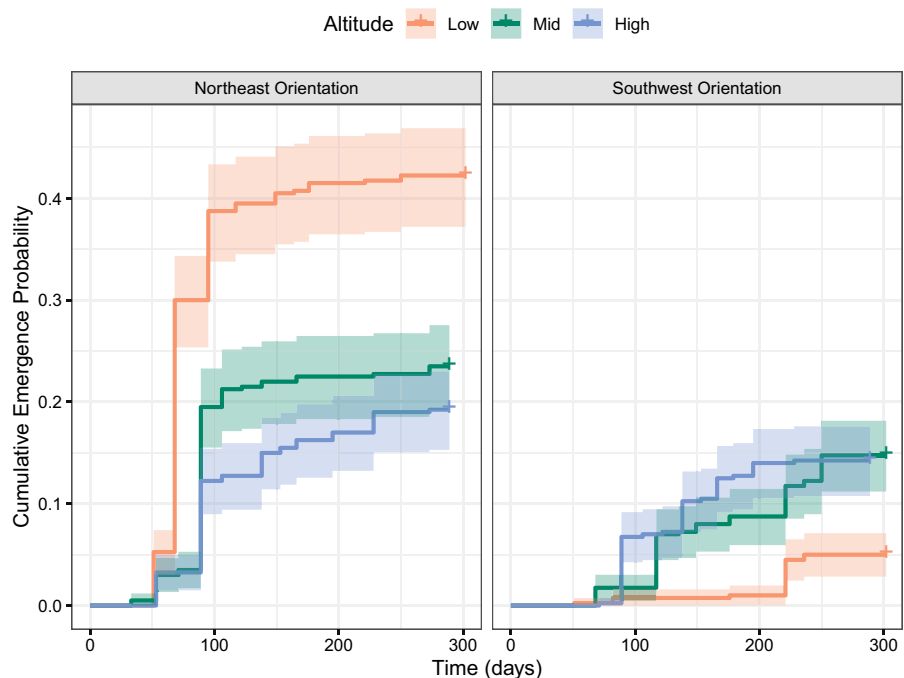 Altitude Low Mid High
Northeast Orientation Southwest Orientation
Cumulative Emergence Probability
0.4
0.3
0.2
0.1
0.0
0 100 200 300 0 100 200 300
Time (days)